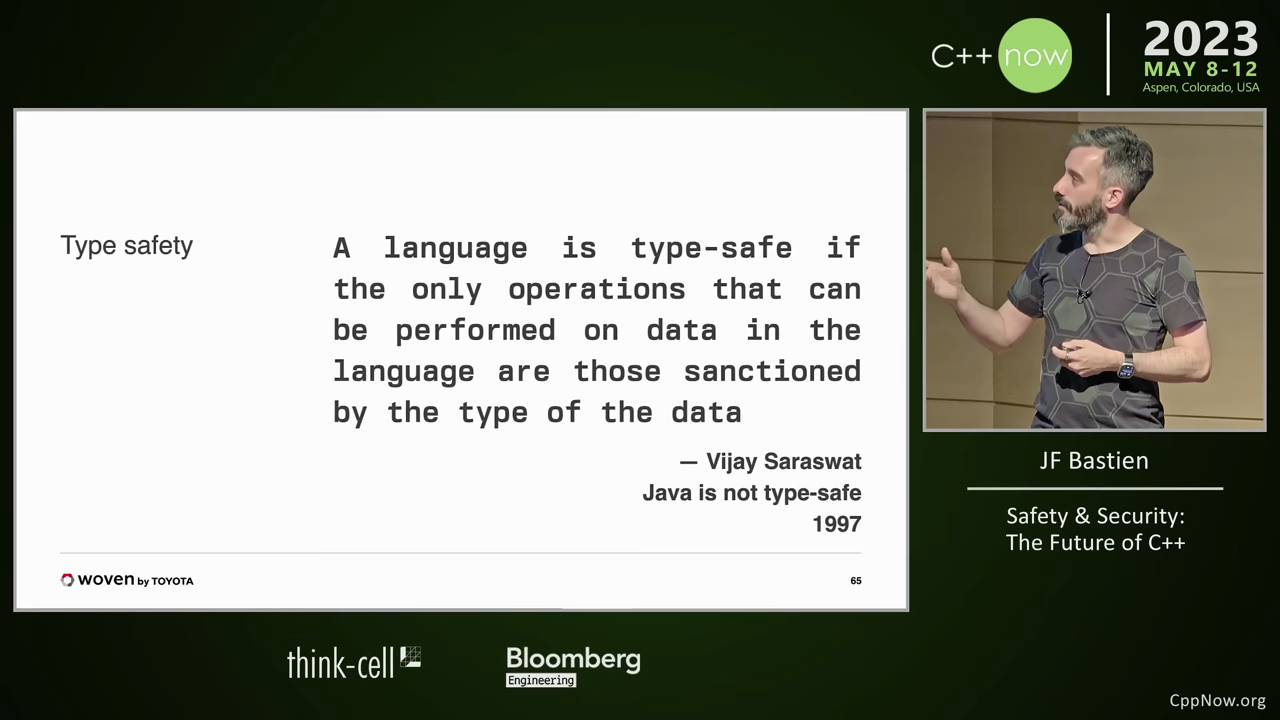 C++ now
2023
MAY 8-12
Aspen, Colorado, USA
Type safety
A language is type-safe if
the only operations that can
be performed on data in the
language are those sanctioned
by the type of the data
— Vijay Saraswat
Java is not type-safe
1997
woven by TOYOTA
65
JF Bastien
Safety & Security:
The Future of C++
think-cell
Bloomberg
Engineering
CppNow.org